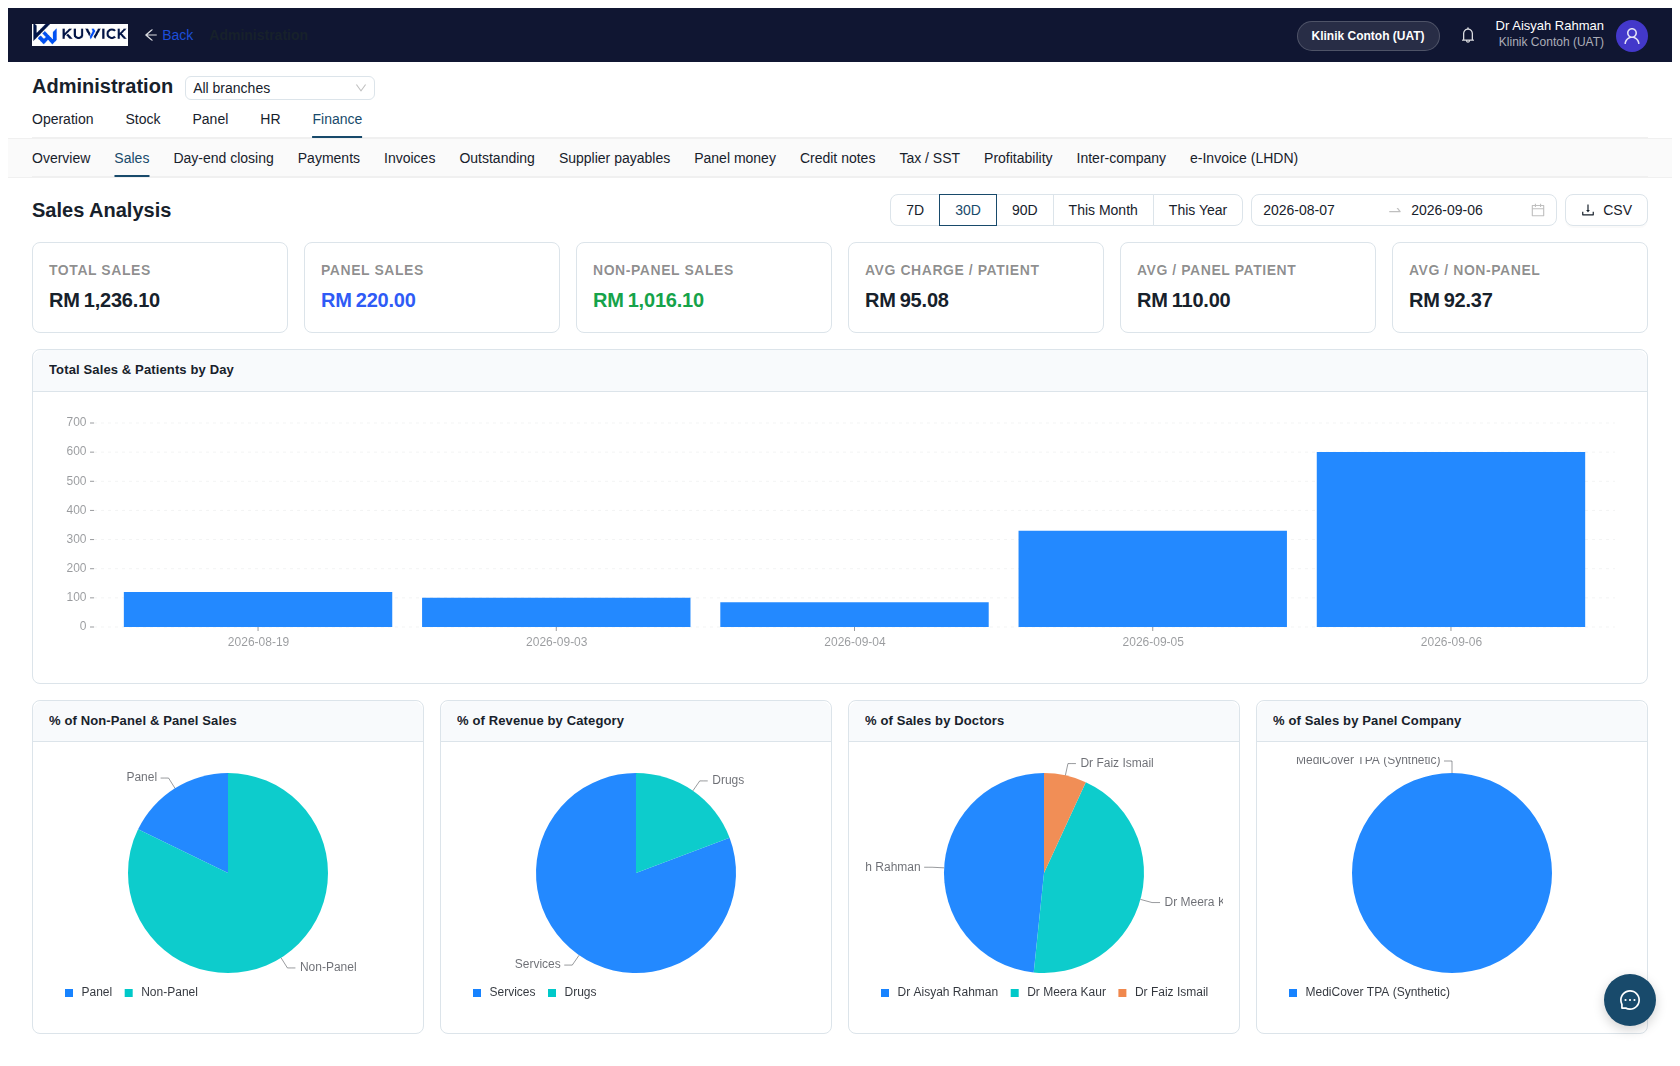 KUWICK
Back Administration
Klinik Contoh (UAT)
Dr Aisyah Rahman
Klinik Contoh (UAT)
Administration
All branches
Operation Stock Panel HR Finance
Overview Sales Day-end closing Payments Invoices Outstanding Supplier payables Panel money Credit notes Tax / SST Profitability Inter-company e-Invoice (LHDN)
Sales Analysis
7D 30D 90D This Month This Year 2026-08-07 2026-09-06 CSV
TOTAL SALES
RM 1,236.10
PANEL SALES
RM 220.00
NON-PANEL SALES
RM 1,016.10
AVG CHARGE / PATIENT
RM 95.08
AVG / PANEL PATIENT
RM 110.00
AVG / NON-PANEL
RM 92.37
Total Sales & Patients by Day
700
600
500
400
300
200
100
0
2026-08-19 2026-09-03 2026-09-04 2026-09-05 2026-09-06
% of Non-Panel & Panel Sales
Panel
Non-Panel
Panel Non-Panel
% of Revenue by Category
Drugs
Services
Services Drugs
% of Sales by Doctors
Dr Faiz Ismail
h Rahman
Dr Meera K
Dr Aisyah Rahman Dr Meera Kaur Dr Faiz Ismail
% of Sales by Panel Company
MediCover TPA (Synthetic)
MediCover TPA (Synthetic)